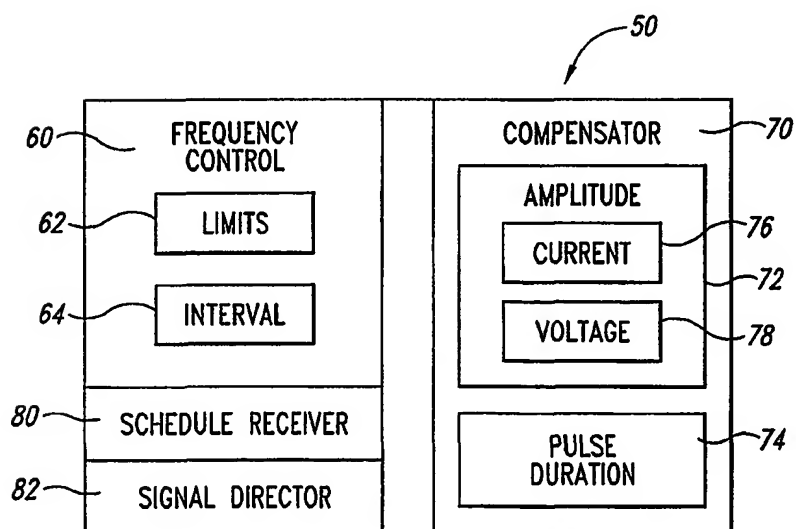 50
60
FREQUENCY
CONTROL
62
LIMITS
64
INTERVAL
80
SCHEDULE RECEIVER
82
SIGNAL DIRECTOR
COMPENSATOR
70
AMPLITUDE
76
CURRENT
72
VOLTAGE
78
PULSE
DURATION
74